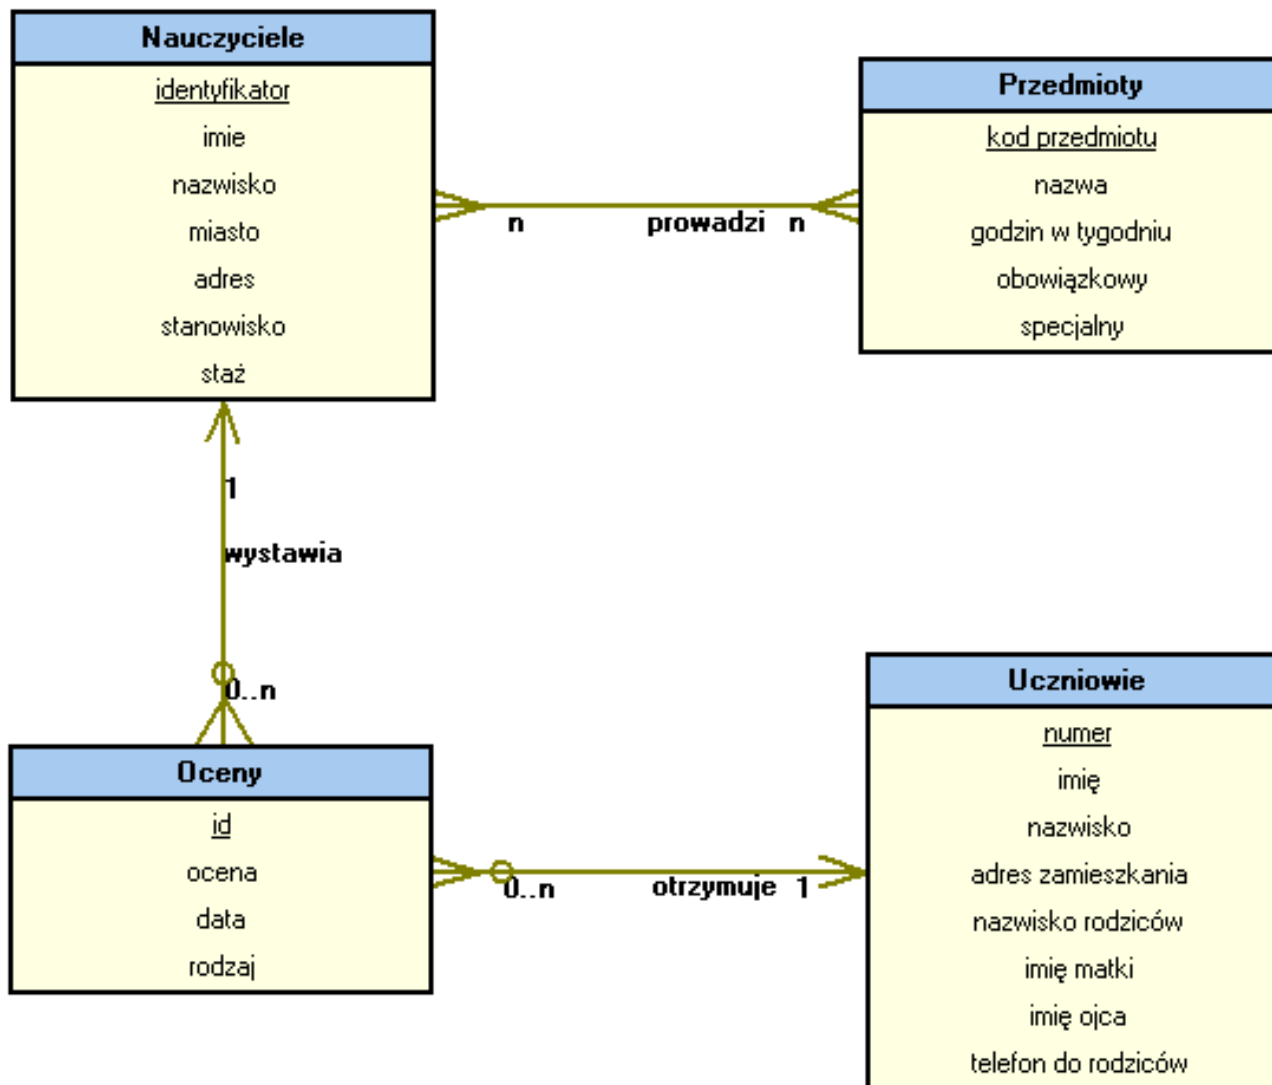 Nauczyciele
identyfikator
imie
nazwisko
miasto
adres
stanowisko
staż
Przedmioty
kod przedmiotu
nazwa
godzin w tygodniu
obowiązkowy
specjalny
n prowadzi n
1
wystawia
0..n
Oceny
id
ocena
data
rodzaj
0..n otrzymuje 1
Uczniowie
numer
imię
nazwisko
adres zamieszkania
nazwisko rodziców
imię matki
imię ojca
telefon do rodziców